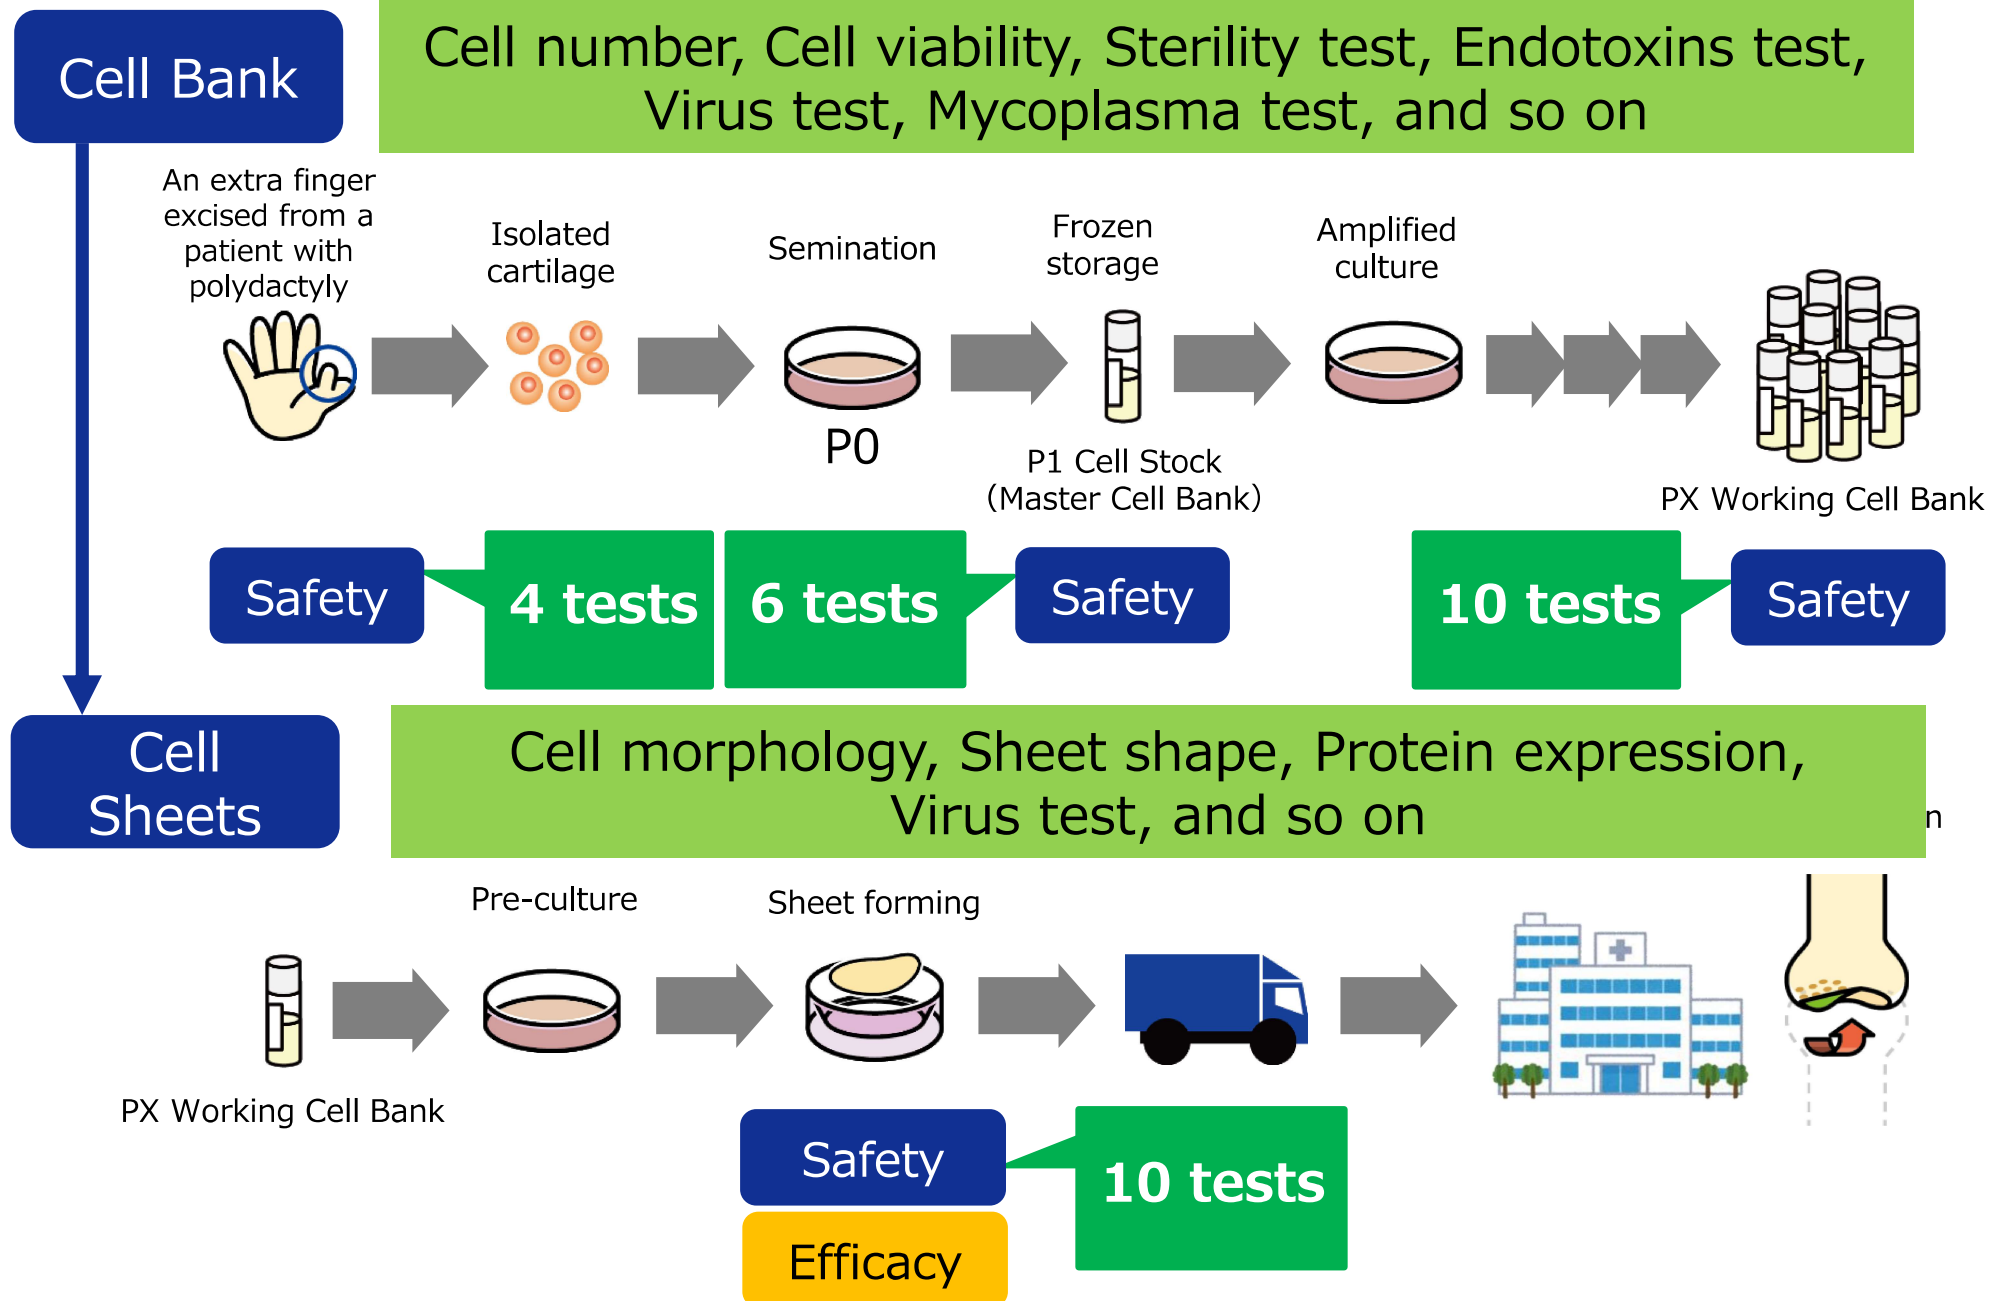 Cell Bank
Cell number, Cell viability, Sterility test, Endotoxins test,
Virus test, Mycoplasma test, and so on
An extra finger
excised from a
patient with
polydactyly
Isolated
cartilage
Semination
Frozen
storage
Amplified
culture
P0
P1 Cell Stock
(Master Cell Bank)
PX Working Cell Bank
Safety
4 tests
6 tests
Safety
10 tests
Safety
Cell
Sheets
Cell morphology, Sheet shape, Protein expression,
Virus test, and so on
n
Pre-culture
Sheet forming
PX Working Cell Bank
Safety
10 tests
Efficacy